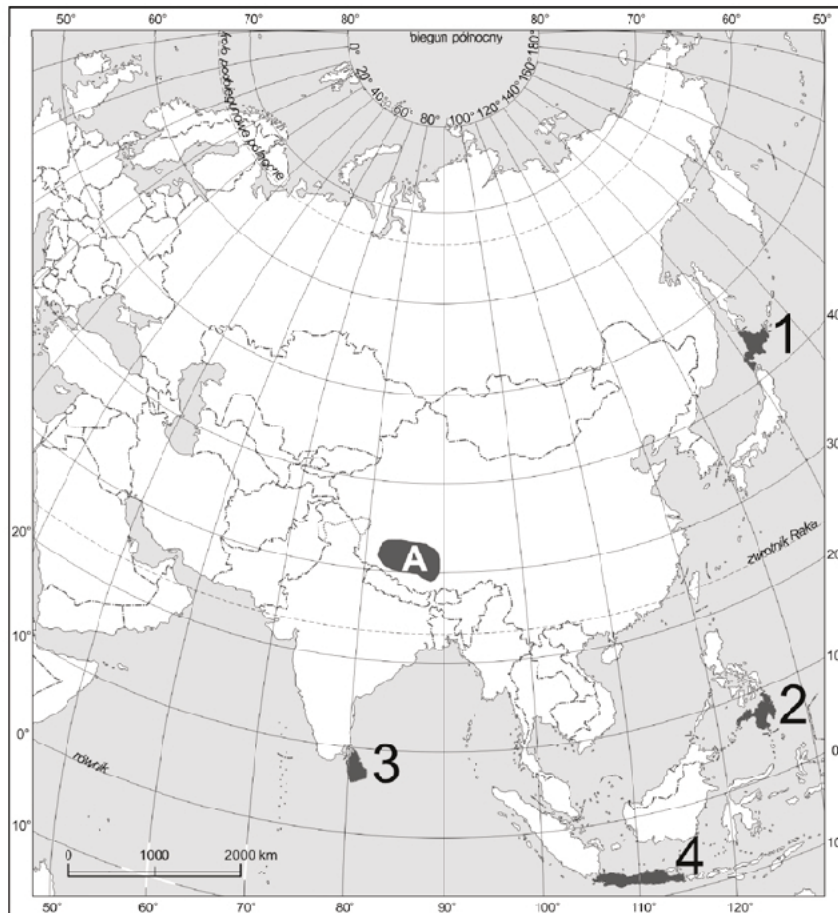 50° 60° 70° 80° 80° 70° 60° 50°
biegun północny
koło podbiegunowe północne
0° 20° 40° 60° 80° 100° 120° 140° 160° 180°
1
40°
30°
zwrotnik Raka
20°
20°
A
10°
10°
2
0°
0°
3
równik
10°
4
10°
0 1000 2000 km
50° 60° 70° 80° 90° 100° 110° 120°